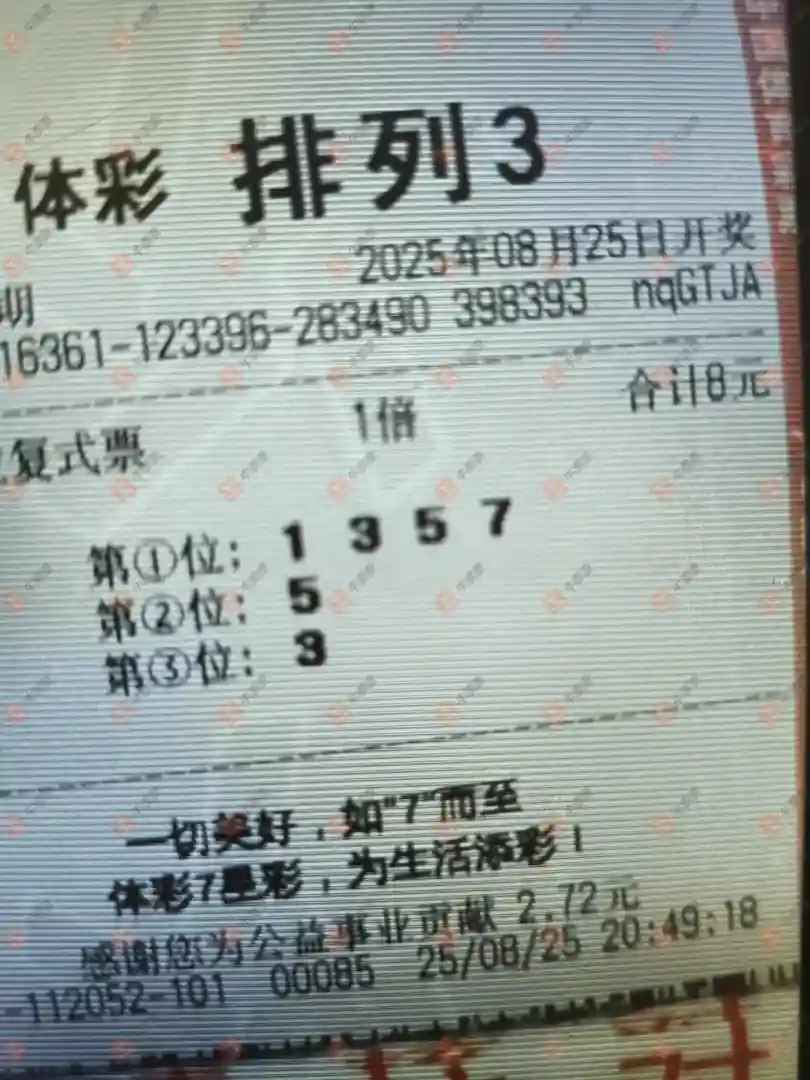 体彩 排列3
2025年08月25日开奖
明
16361-123396-283490 398393 nqGTJA
复式票 1倍 合计8元
第①位: 1 3 5 7
第②位: 5
第③位: 3
一切美好，如"7"而至
体彩7星彩，为生活添彩！
感谢您为公益事业贡献 2.72元
-112052-101 00085 25/08/25 20:49:18